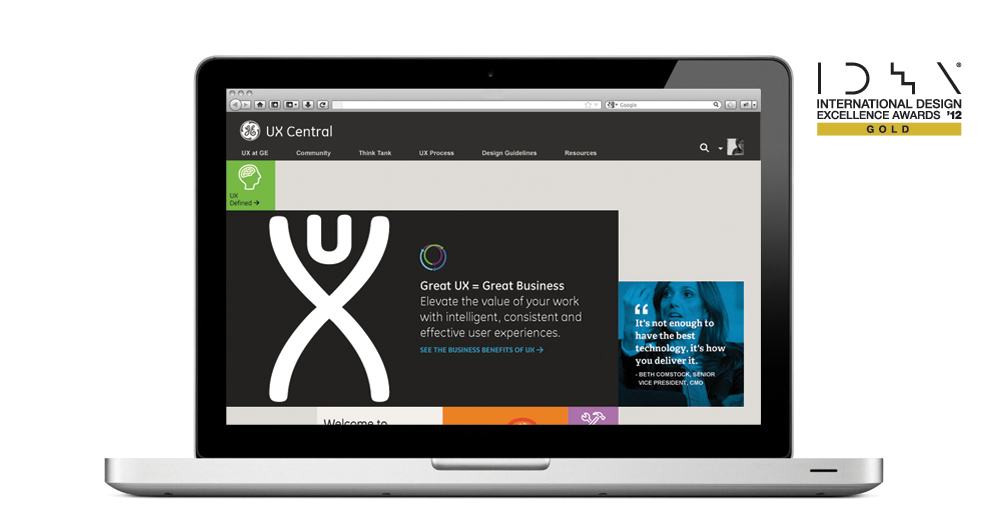 INTERNATIONAL DESIGN
EXCELLENCE AWARDS '12
GOLD
Google
UX Central
UX at GE
Community
Think Tank
UX Process
Design Guidelines
Resources
UX
Defined →
UX
Great UX = Great Business
Elevate the value of your work
with intelligent, consistent and
effective user experiences.
SEE THE BUSINESS BENEFITS OF UX →
“
It's not enough to
have the best
technology, it's how
you deliver it.
- BETH COMSTOCK, SENIOR
VICE PRESIDENT, CMO
Welcome to